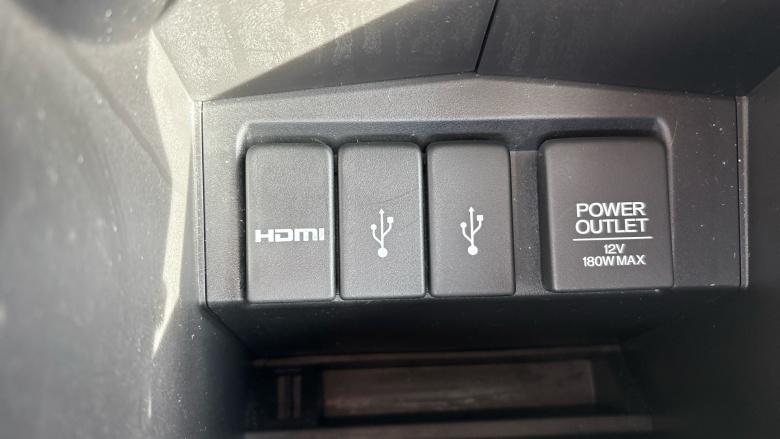 HDMI
POWER
OUTLET
12V
180W MAX